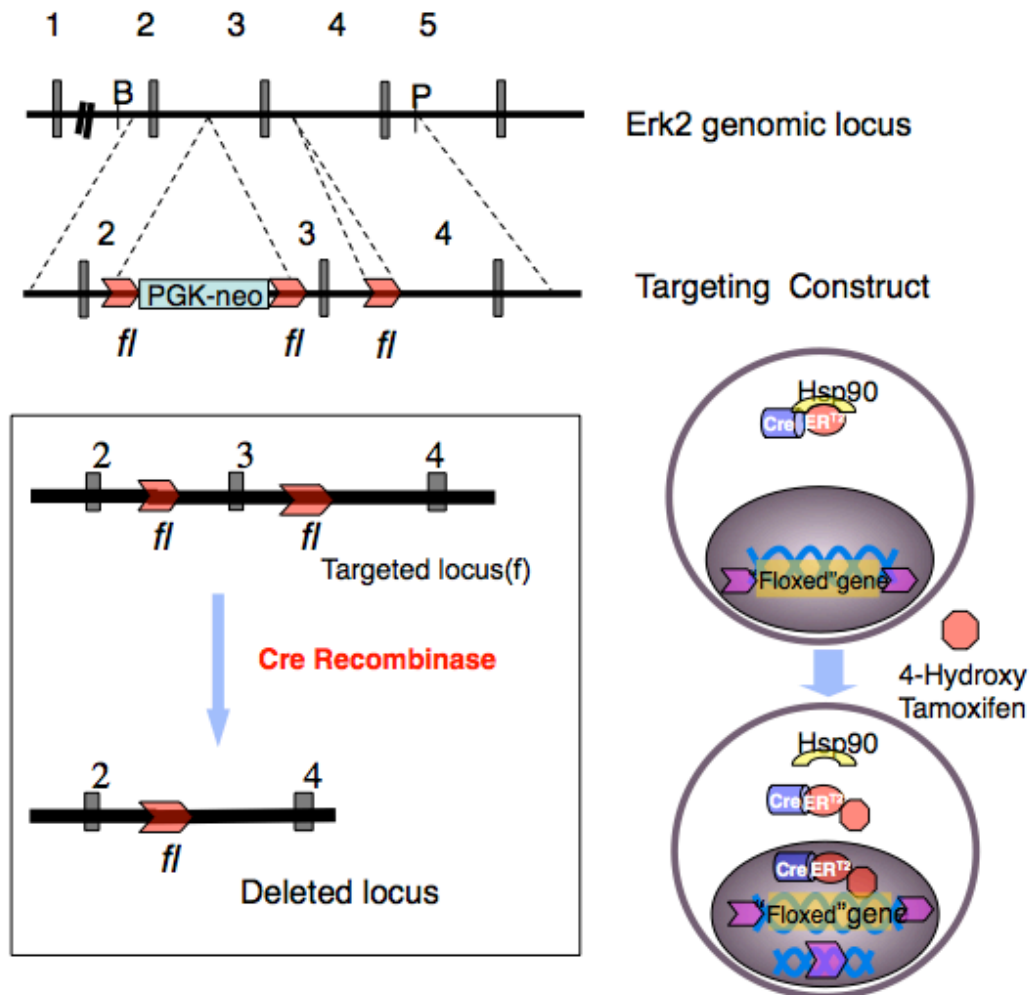 1 2 3 4 5
B P
Erk2 genomic locus
2 3 4
PGK-neo
fl fl fl
Targeting Construct
2 3 4
fl fl
Targeted locus(f)
Cre Recombinase
2 4
fl
Deleted locus
Hsp90
Cre ERT2
"Floxed"gene
4-Hydroxy
Tamoxifen
Hsp90
Cre ERT2
Cre ERT2
"Floxed"gene